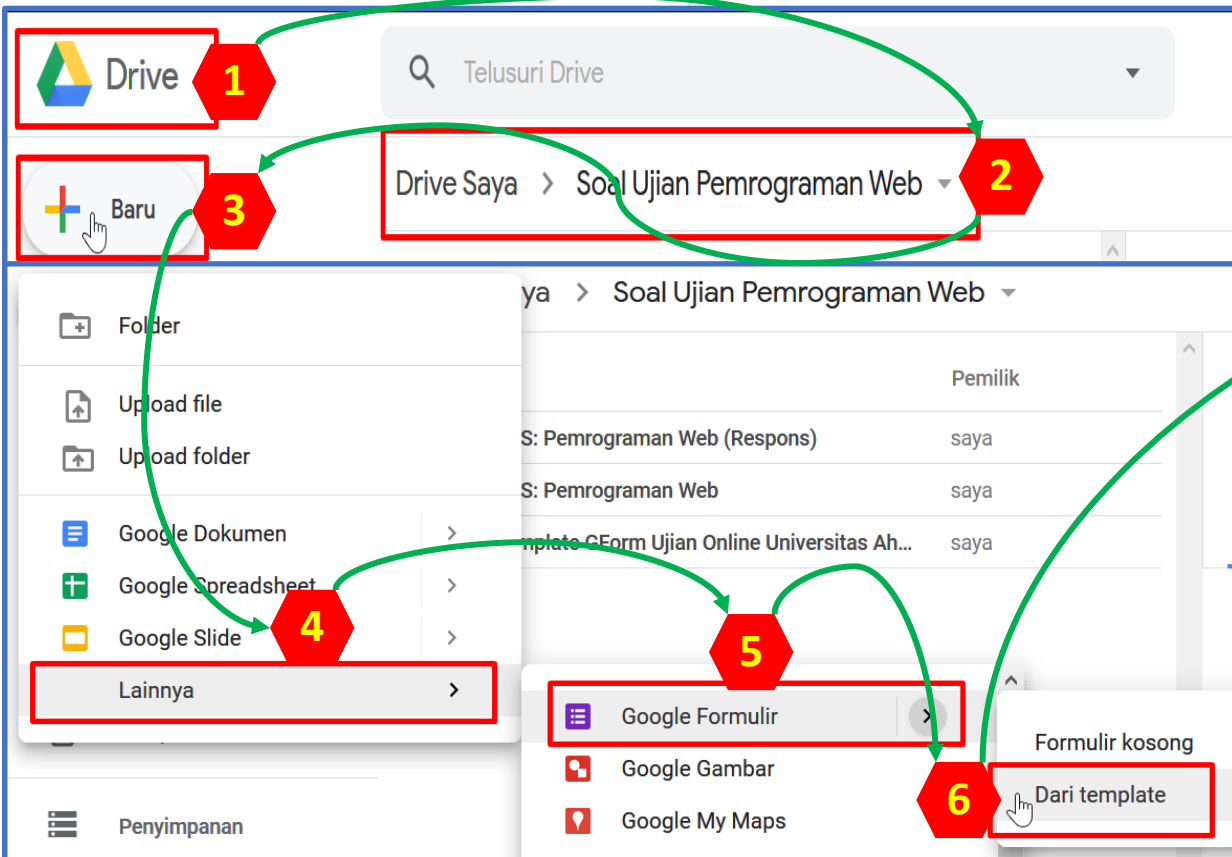 Drive
1
Telusuri Drive
Drive Saya > Soal Ujian Pemrograman Web
2
Baru
3
ya > Soal Ujian Pemrograman Web
Folder
Upload file
Upload folder
Google Dokumen
Google Spreadsheet
Google Slide
Lainnya
4
Pemilik
S: Pemrograman Web (Respons) saya
S: Pemrograman Web saya
mplate GForm Ujian Online Universitas Ah... saya
5
Google Formulir
Google Gambar
Google My Maps
6
Formulir kosong
Dari template
Penyimpanan